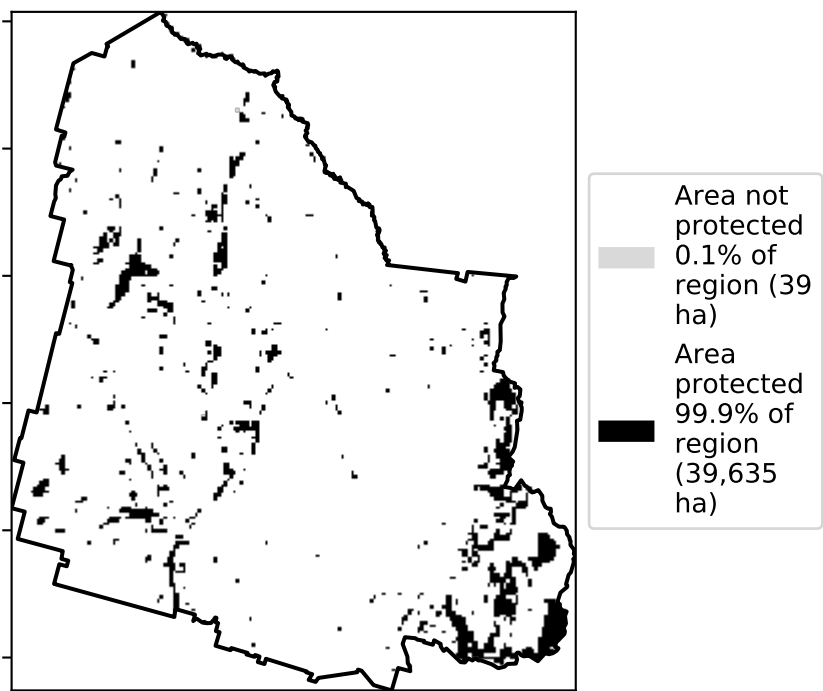 Area not
protected
0.1% of
region (39
ha)
Area
protected
99.9% of
region
(39,635
ha)